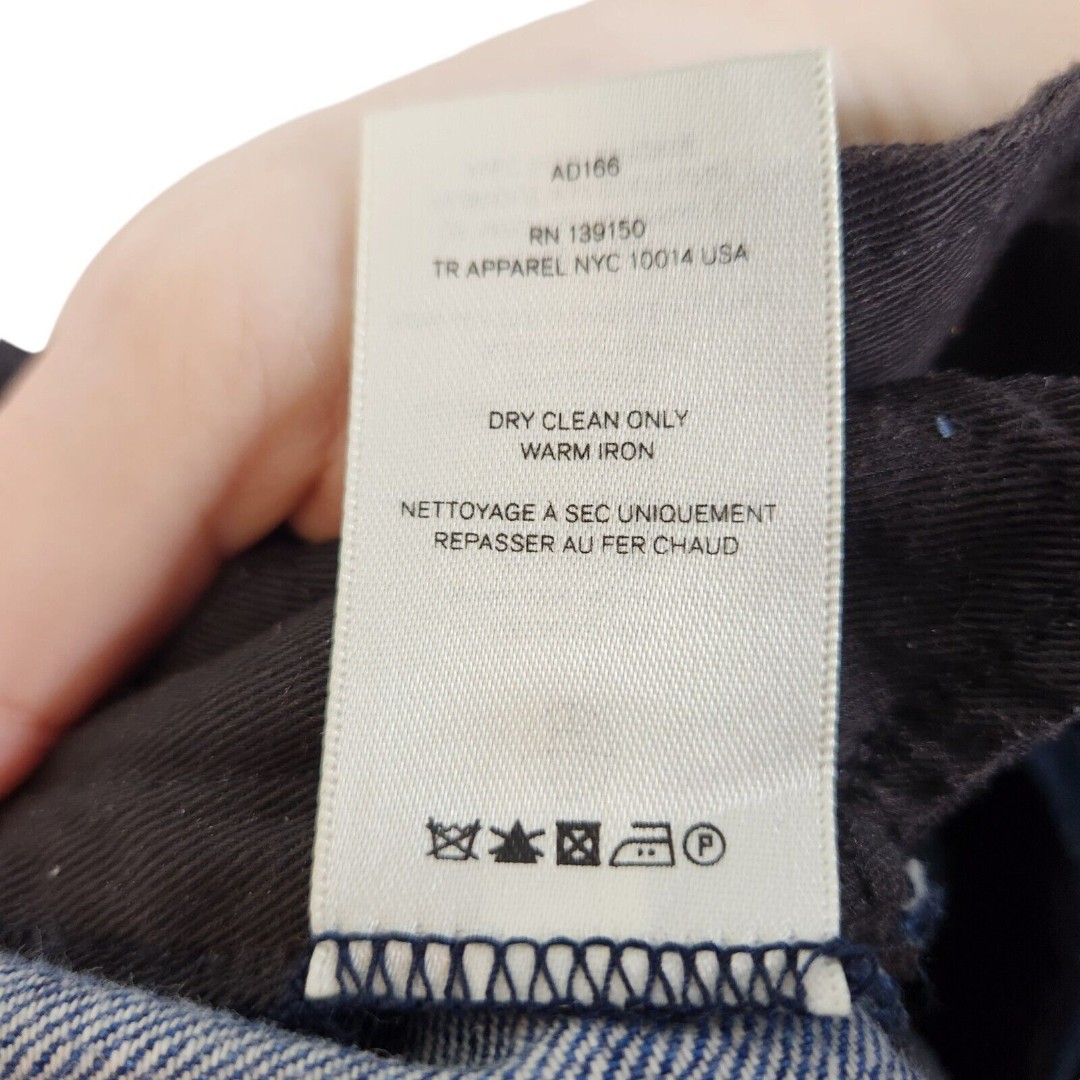 AD166
RN 139150
TR APPAREL NYC 10014 USA
DRY CLEAN ONLY
WARM IRON
NETTOYAGE À SEC UNIQUEMENT
REPASSER AU FER CHAUD
P